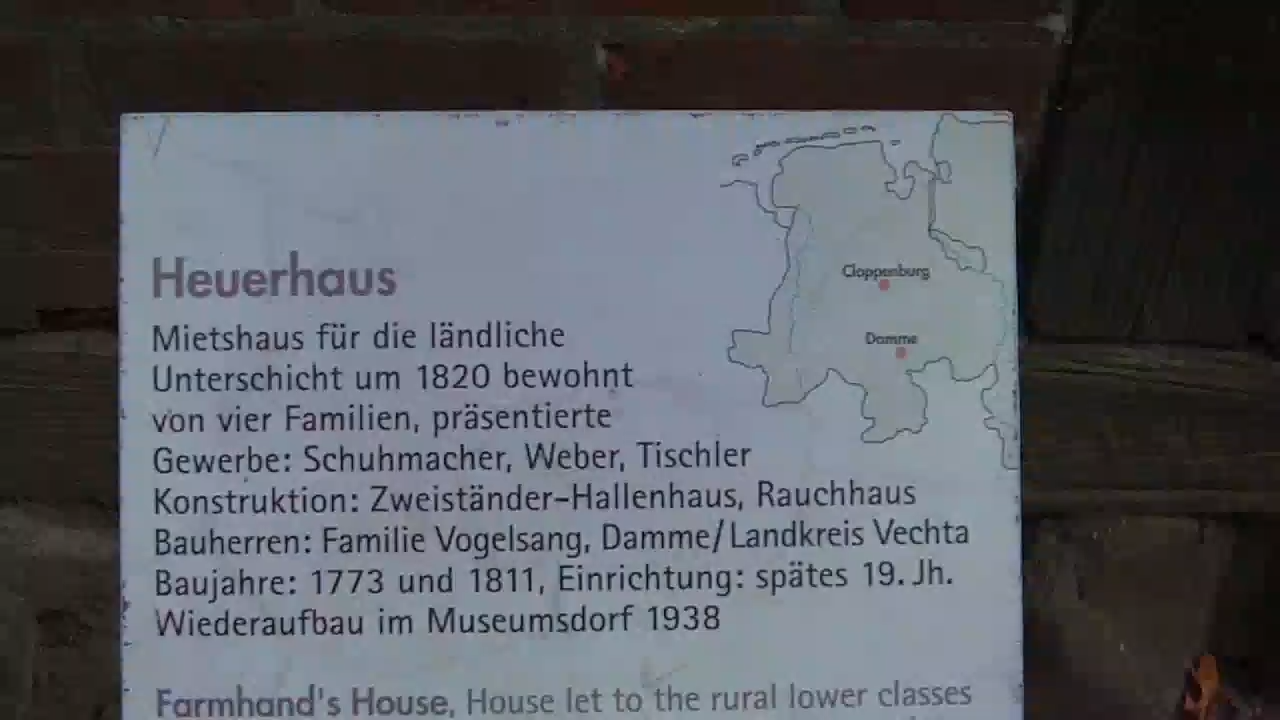 Cloppenburg
Damme
Heuerhaus
Mietshaus für die ländliche
Unterschicht um 1820 bewohnt
von vier Familien, präsentierte
Gewerbe: Schuhmacher, Weber, Tischler
Konstruktion: Zweiständer-Hallenhaus, Rauchhaus
Bauherren: Familie Vogelsang, Damme/Landkreis Vechta
Baujahre: 1773 und 1811, Einrichtung: spätes 19. Jh.
Wiederaufbau im Museumsdorf 1938
Farmhand's House, House let to the rural lower classes